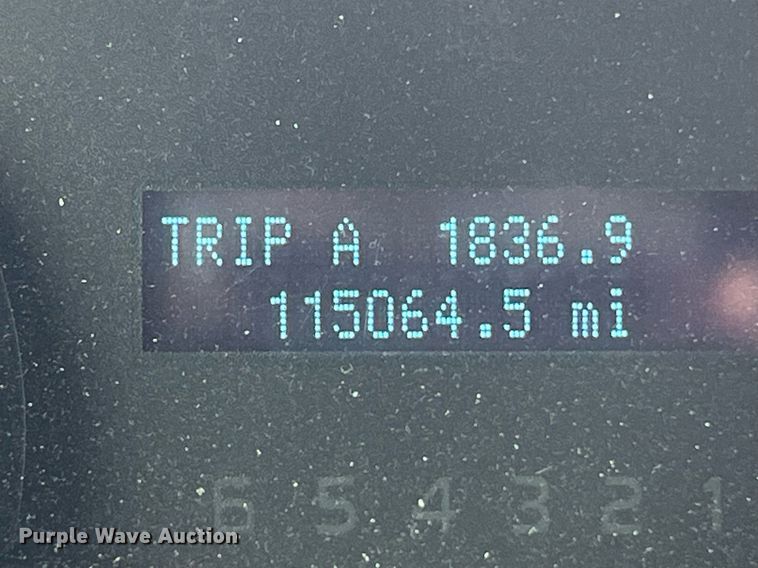 TRIP A 1836.9
115064.5 mi
6 5 4 3 2 1
Purple Wave Auction